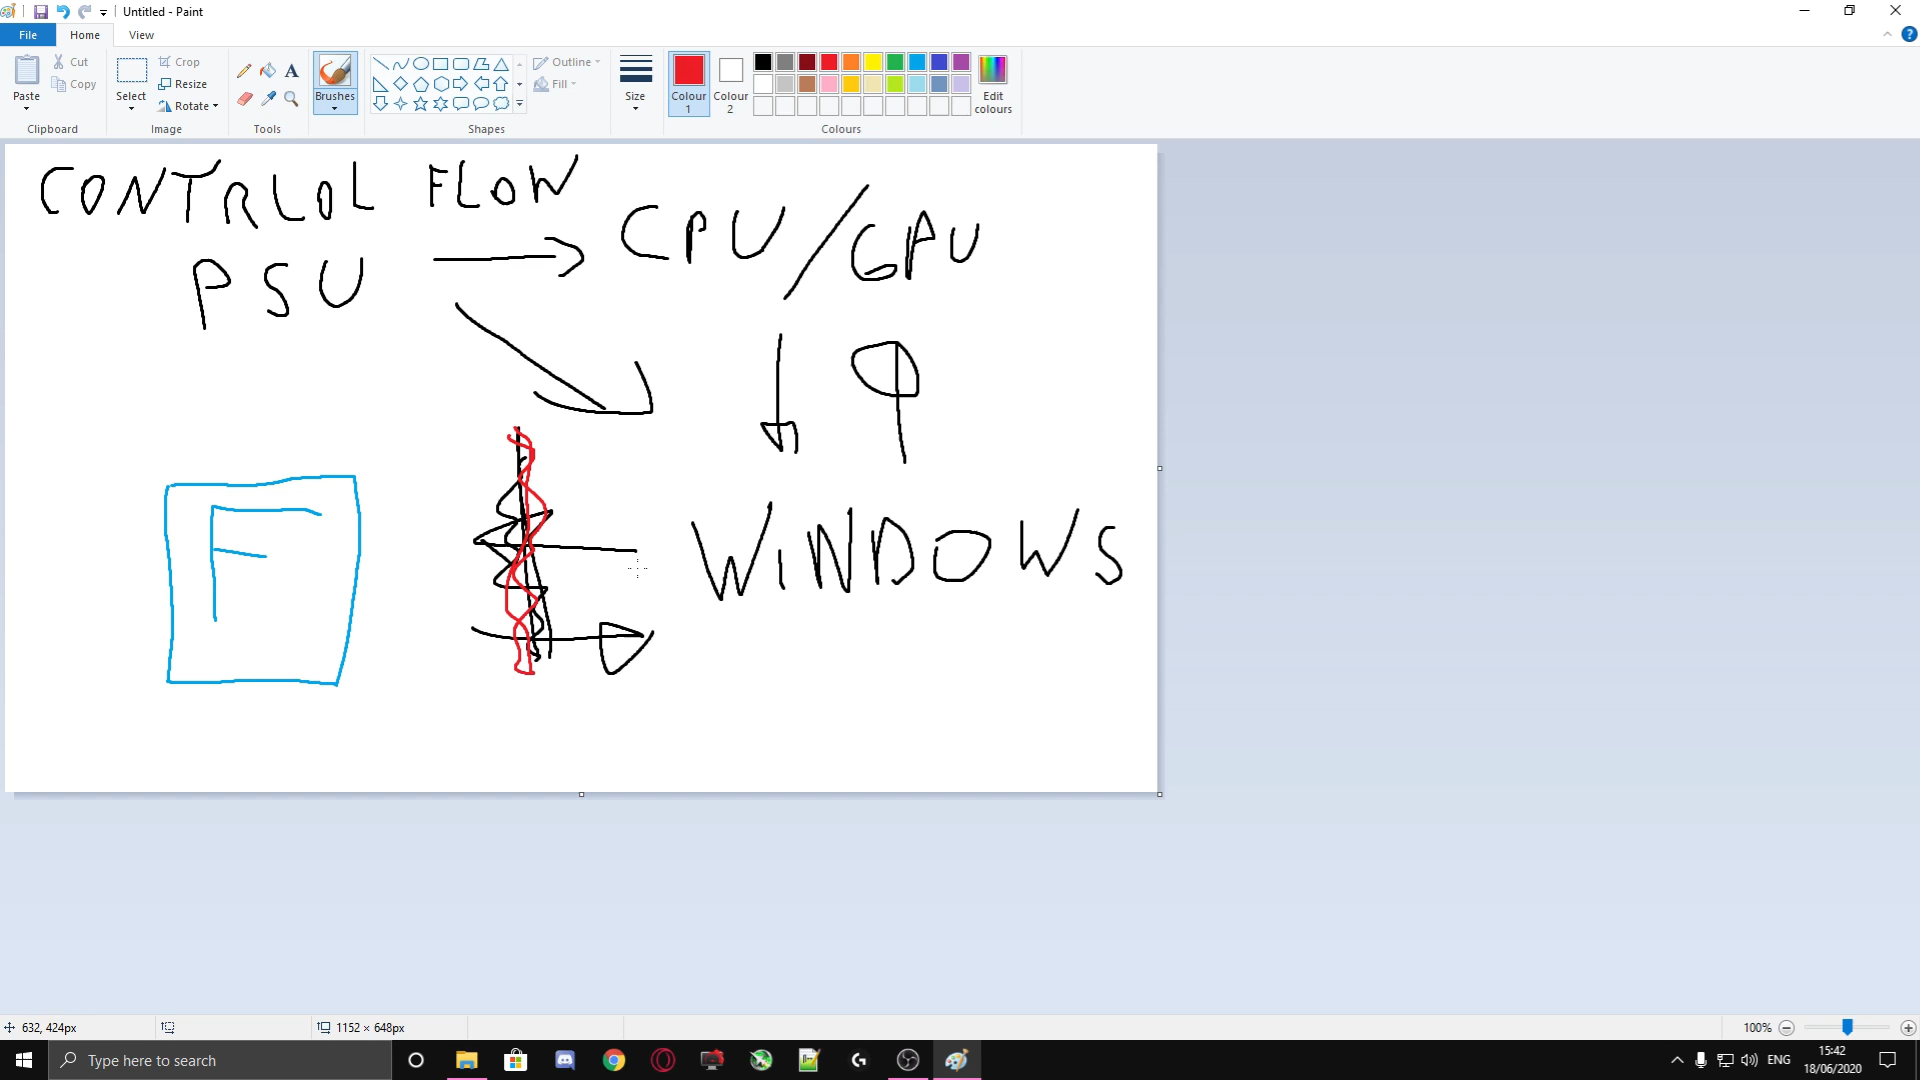 Untitled - Paint
File Home View
Paste Cut Copy Clipboard
Select Crop Resize Rotate Image
Tools
Brushes
Shapes
Outline Fill
Size
Colour 1 Colour 2 Edit colours Colours
CONTRLOL FLOW
PSU CPU/GPU
F WINDOWS
632, 424px 1152 × 648px 100%
Type here to search ENG 15:42 18/06/2020